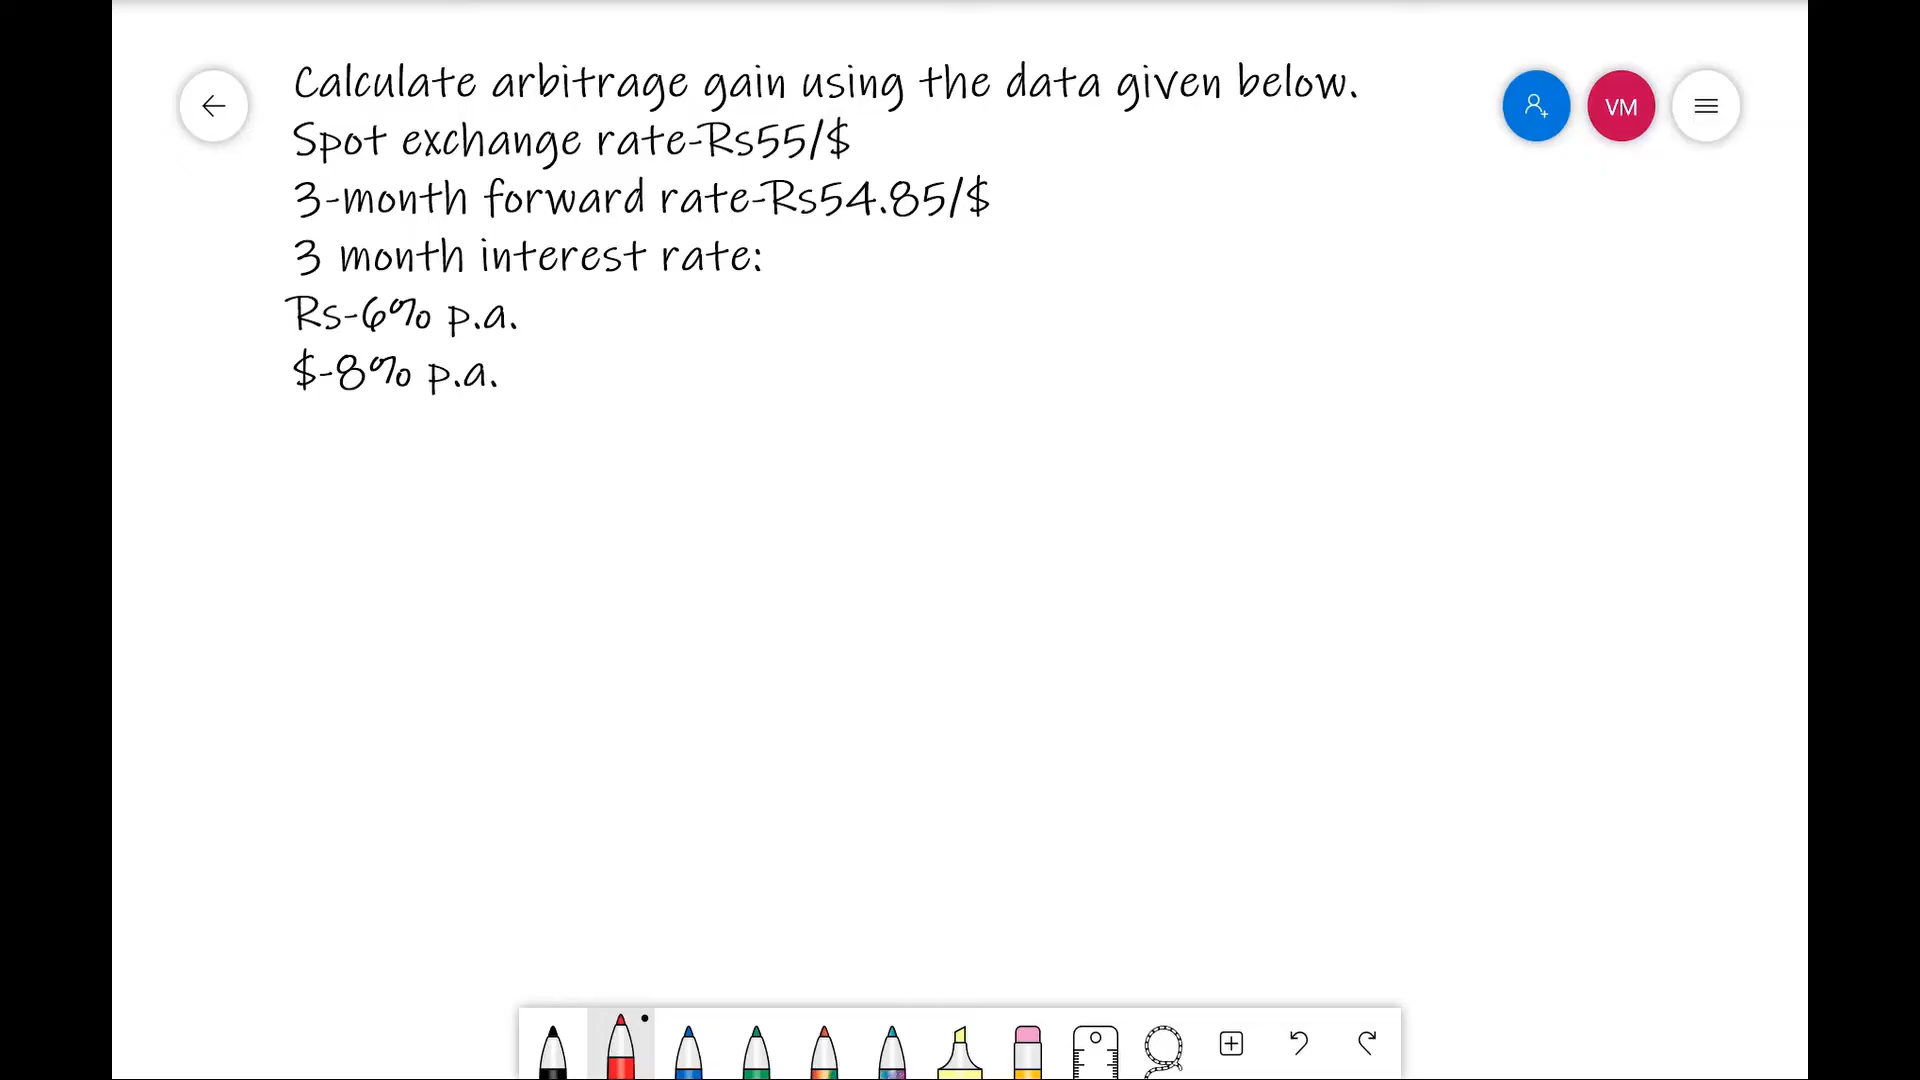 Calculate arbitrage gain using the data given below.
Spot exchange rate-Rs55/$
3-month forward rate-Rs54.85/$
3 month interest rate:
Rs-6% p.a.
$-8% p.a.
VM